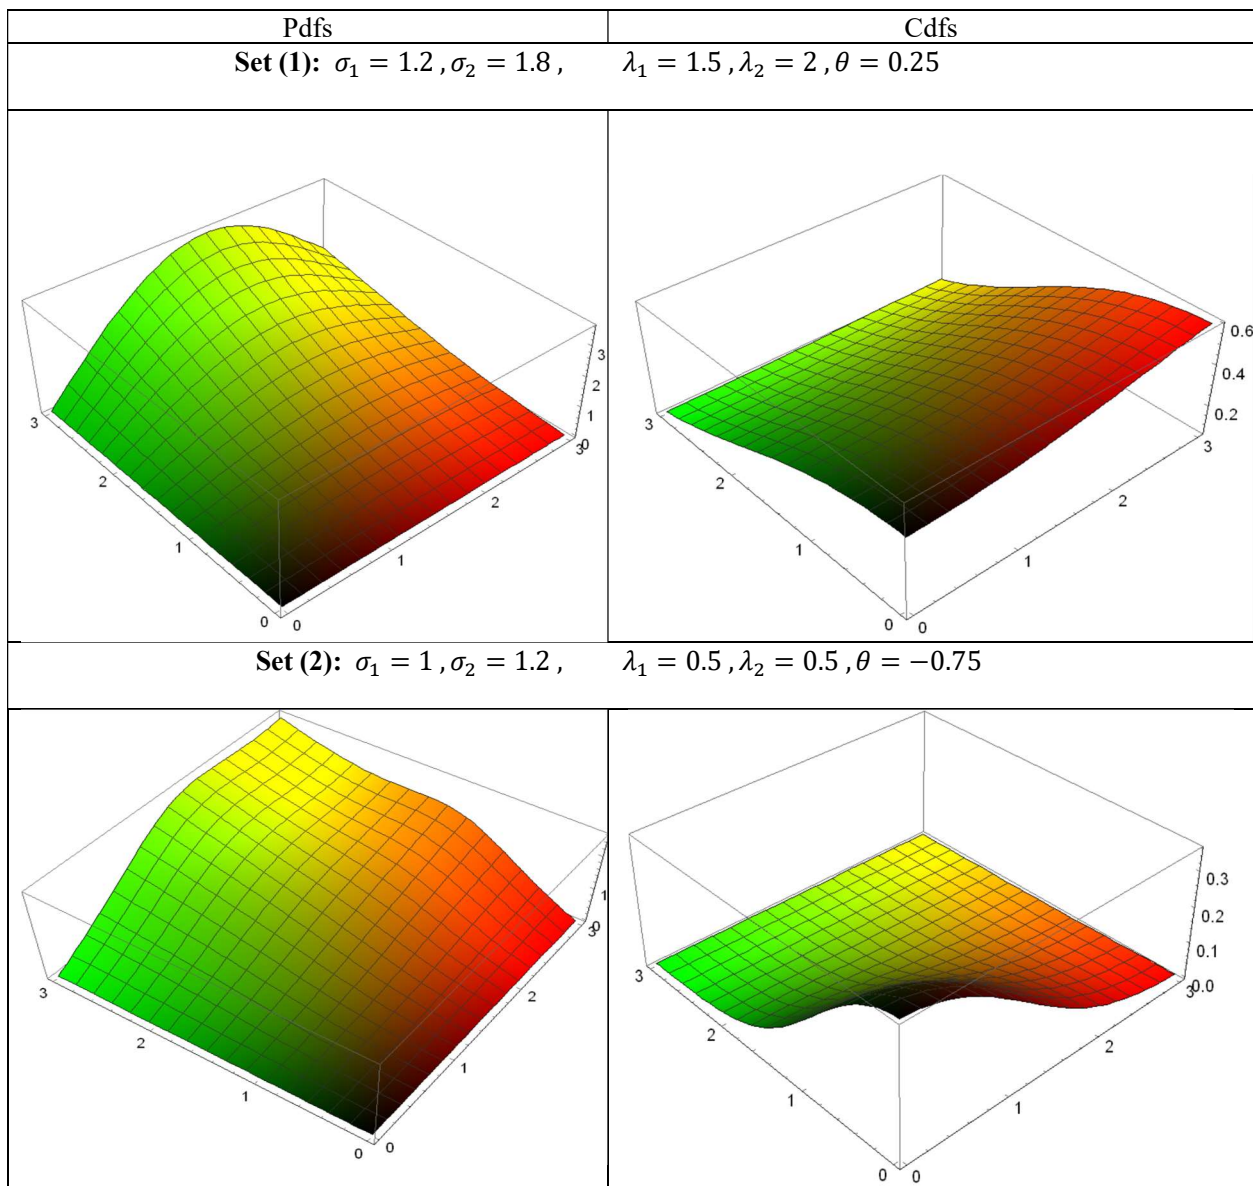 Pdfs Cdfs
Set (1): σ₁ = 1.2 , σ₂ = 1.8 , λ₁ = 1.5 , λ₂ = 2 , θ = 0.25
3 2 1 0 0 1 2 3 0 1 2 3
3 2 1 0 0 1 2 3 0.2 0.4 0.6
Set (2): σ₁ = 1 , σ₂ = 1.2 , λ₁ = 0.5 , λ₂ = 0.5 , θ = −0.75
3 2 1 0 0 1 2 3 0 1
3 2 1 0 0 1 2 3 0.0 0.1 0.2 0.3